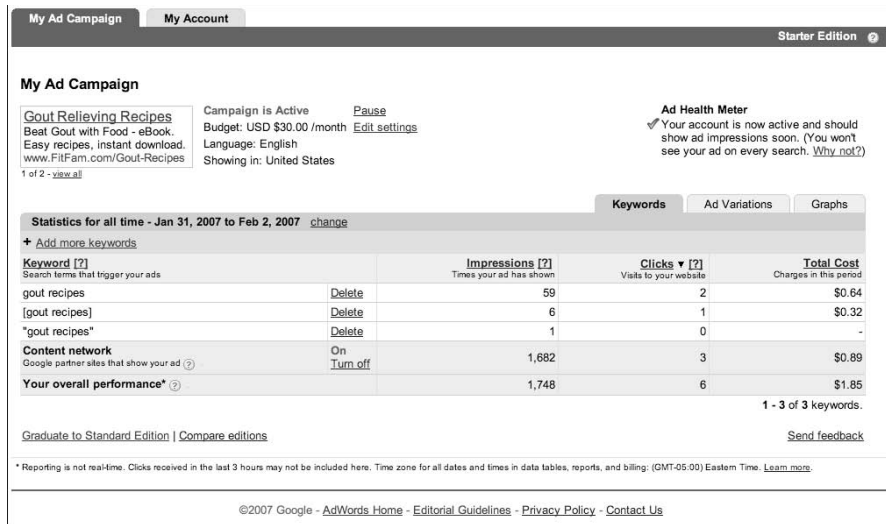 My Ad Campaign
My Account
Starter Edition ?
My Ad Campaign
Gout Relieving Recipes
Beat Gout with Food - eBook.
Easy recipes, instant download.
www.FitFam.com/Gout-Recipes
1 of 2 - view all
Campaign is Active Pause
Budget: USD $30.00 /month Edit settings
Language: English
Showing in: United States
Ad Health Meter
Your account is now active and should
show ad impressions soon. (You won't
see your ad on every search. Why not?)
Keywords Ad Variations Graphs
Statistics for all time - Jan 31, 2007 to Feb 2, 2007 change
+ Add more keywords
Keyword [?] Impressions [?] Clicks ▼ [?] Total Cost
Search terms that trigger your ads Times your ad has shown Visits to your website Charges in this period
gout recipes Delete 59 2 $0.64
[gout recipes] Delete 6 1 $0.32
"gout recipes" Delete 1 0 -
Content network On
Google partner sites that show your ad ? Turn off 1,682 3 $0.89
Your overall performance* ? 1,748 6 $1.85
1 - 3 of 3 keywords.
Graduate to Standard Edition | Compare editions Send feedback
* Reporting is not real-time. Clicks received in the last 3 hours may not be included here. Time zone for all dates and times in data tables, reports, and billing: (GMT-05:00) Eastern Time. Learn more.
©2007 Google - AdWords Home - Editorial Guidelines - Privacy Policy - Contact Us